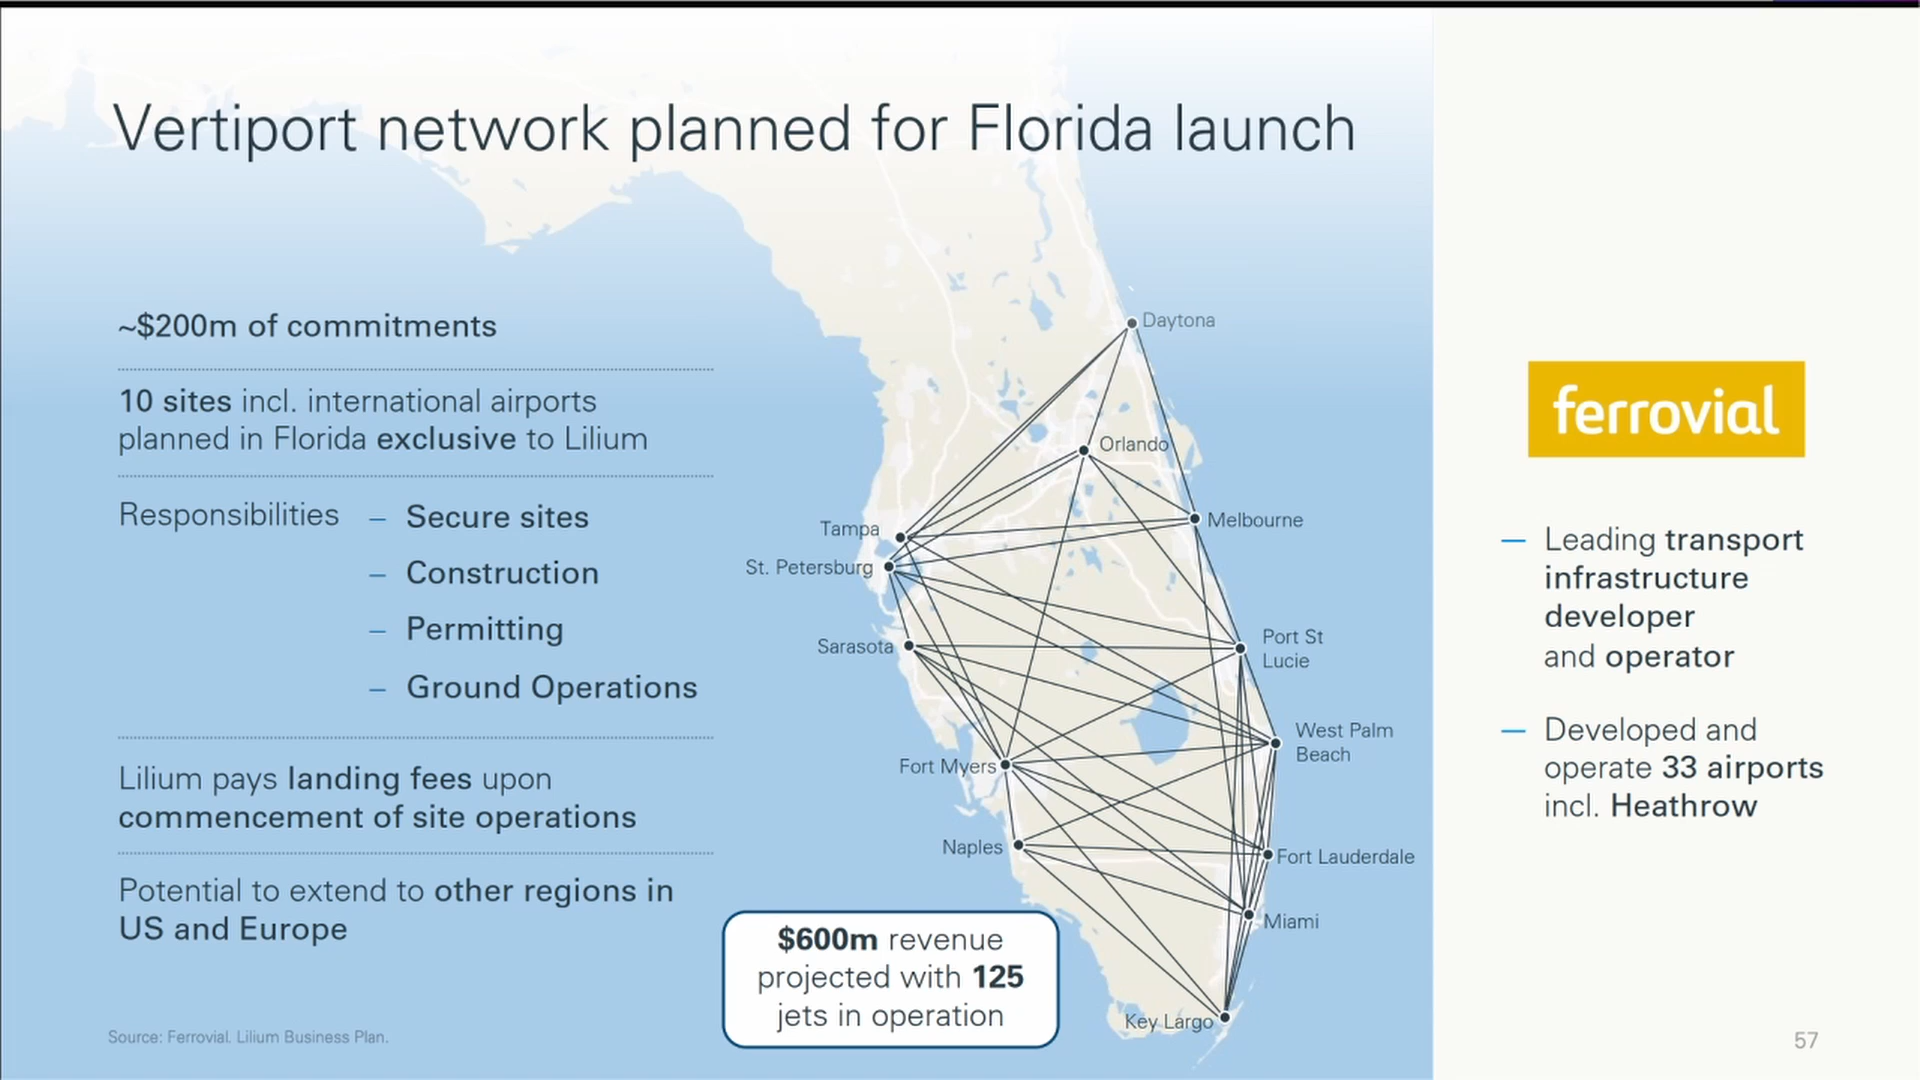 Vertiport network planned for Florida launch
~$200m of commitments
10 sites incl. international airports
planned in Florida exclusive to Lilium
Responsibilities
– Secure sites
– Construction
– Permitting
– Ground Operations
Lilium pays landing fees upon
commencement of site operations
Potential to extend to other regions in
US and Europe
Source: Ferrovial. Lilium Business Plan.
Daytona
Orlando
Tampa
Melbourne
St. Petersburg
Sarasota
Port St
Lucie
West Palm
Beach
Fort Myers
Naples
Fort Lauderdale
Miami
Key Largo
$600m revenue
projected with 125
jets in operation
ferrovial
— Leading transport
infrastructure
developer
and operator
— Developed and
operate 33 airports
incl. Heathrow
57